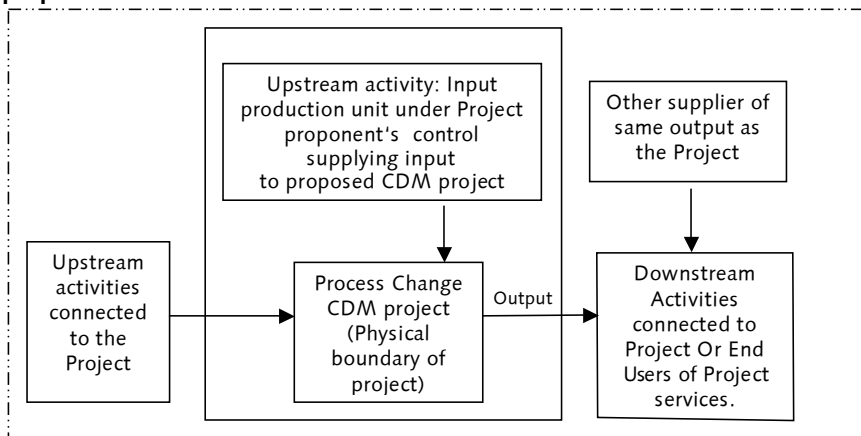 Upstream activity: Input
production unit under Project
proponent's control
supplying input
to proposed CDM project
Other supplier of
same output as
the Project
Upstream
activities
connected
to the
Project
Process Change
CDM project
(Physical
boundary of
project)
Output
Downstream
Activities
connected to
Project Or End
Users of Project
services.